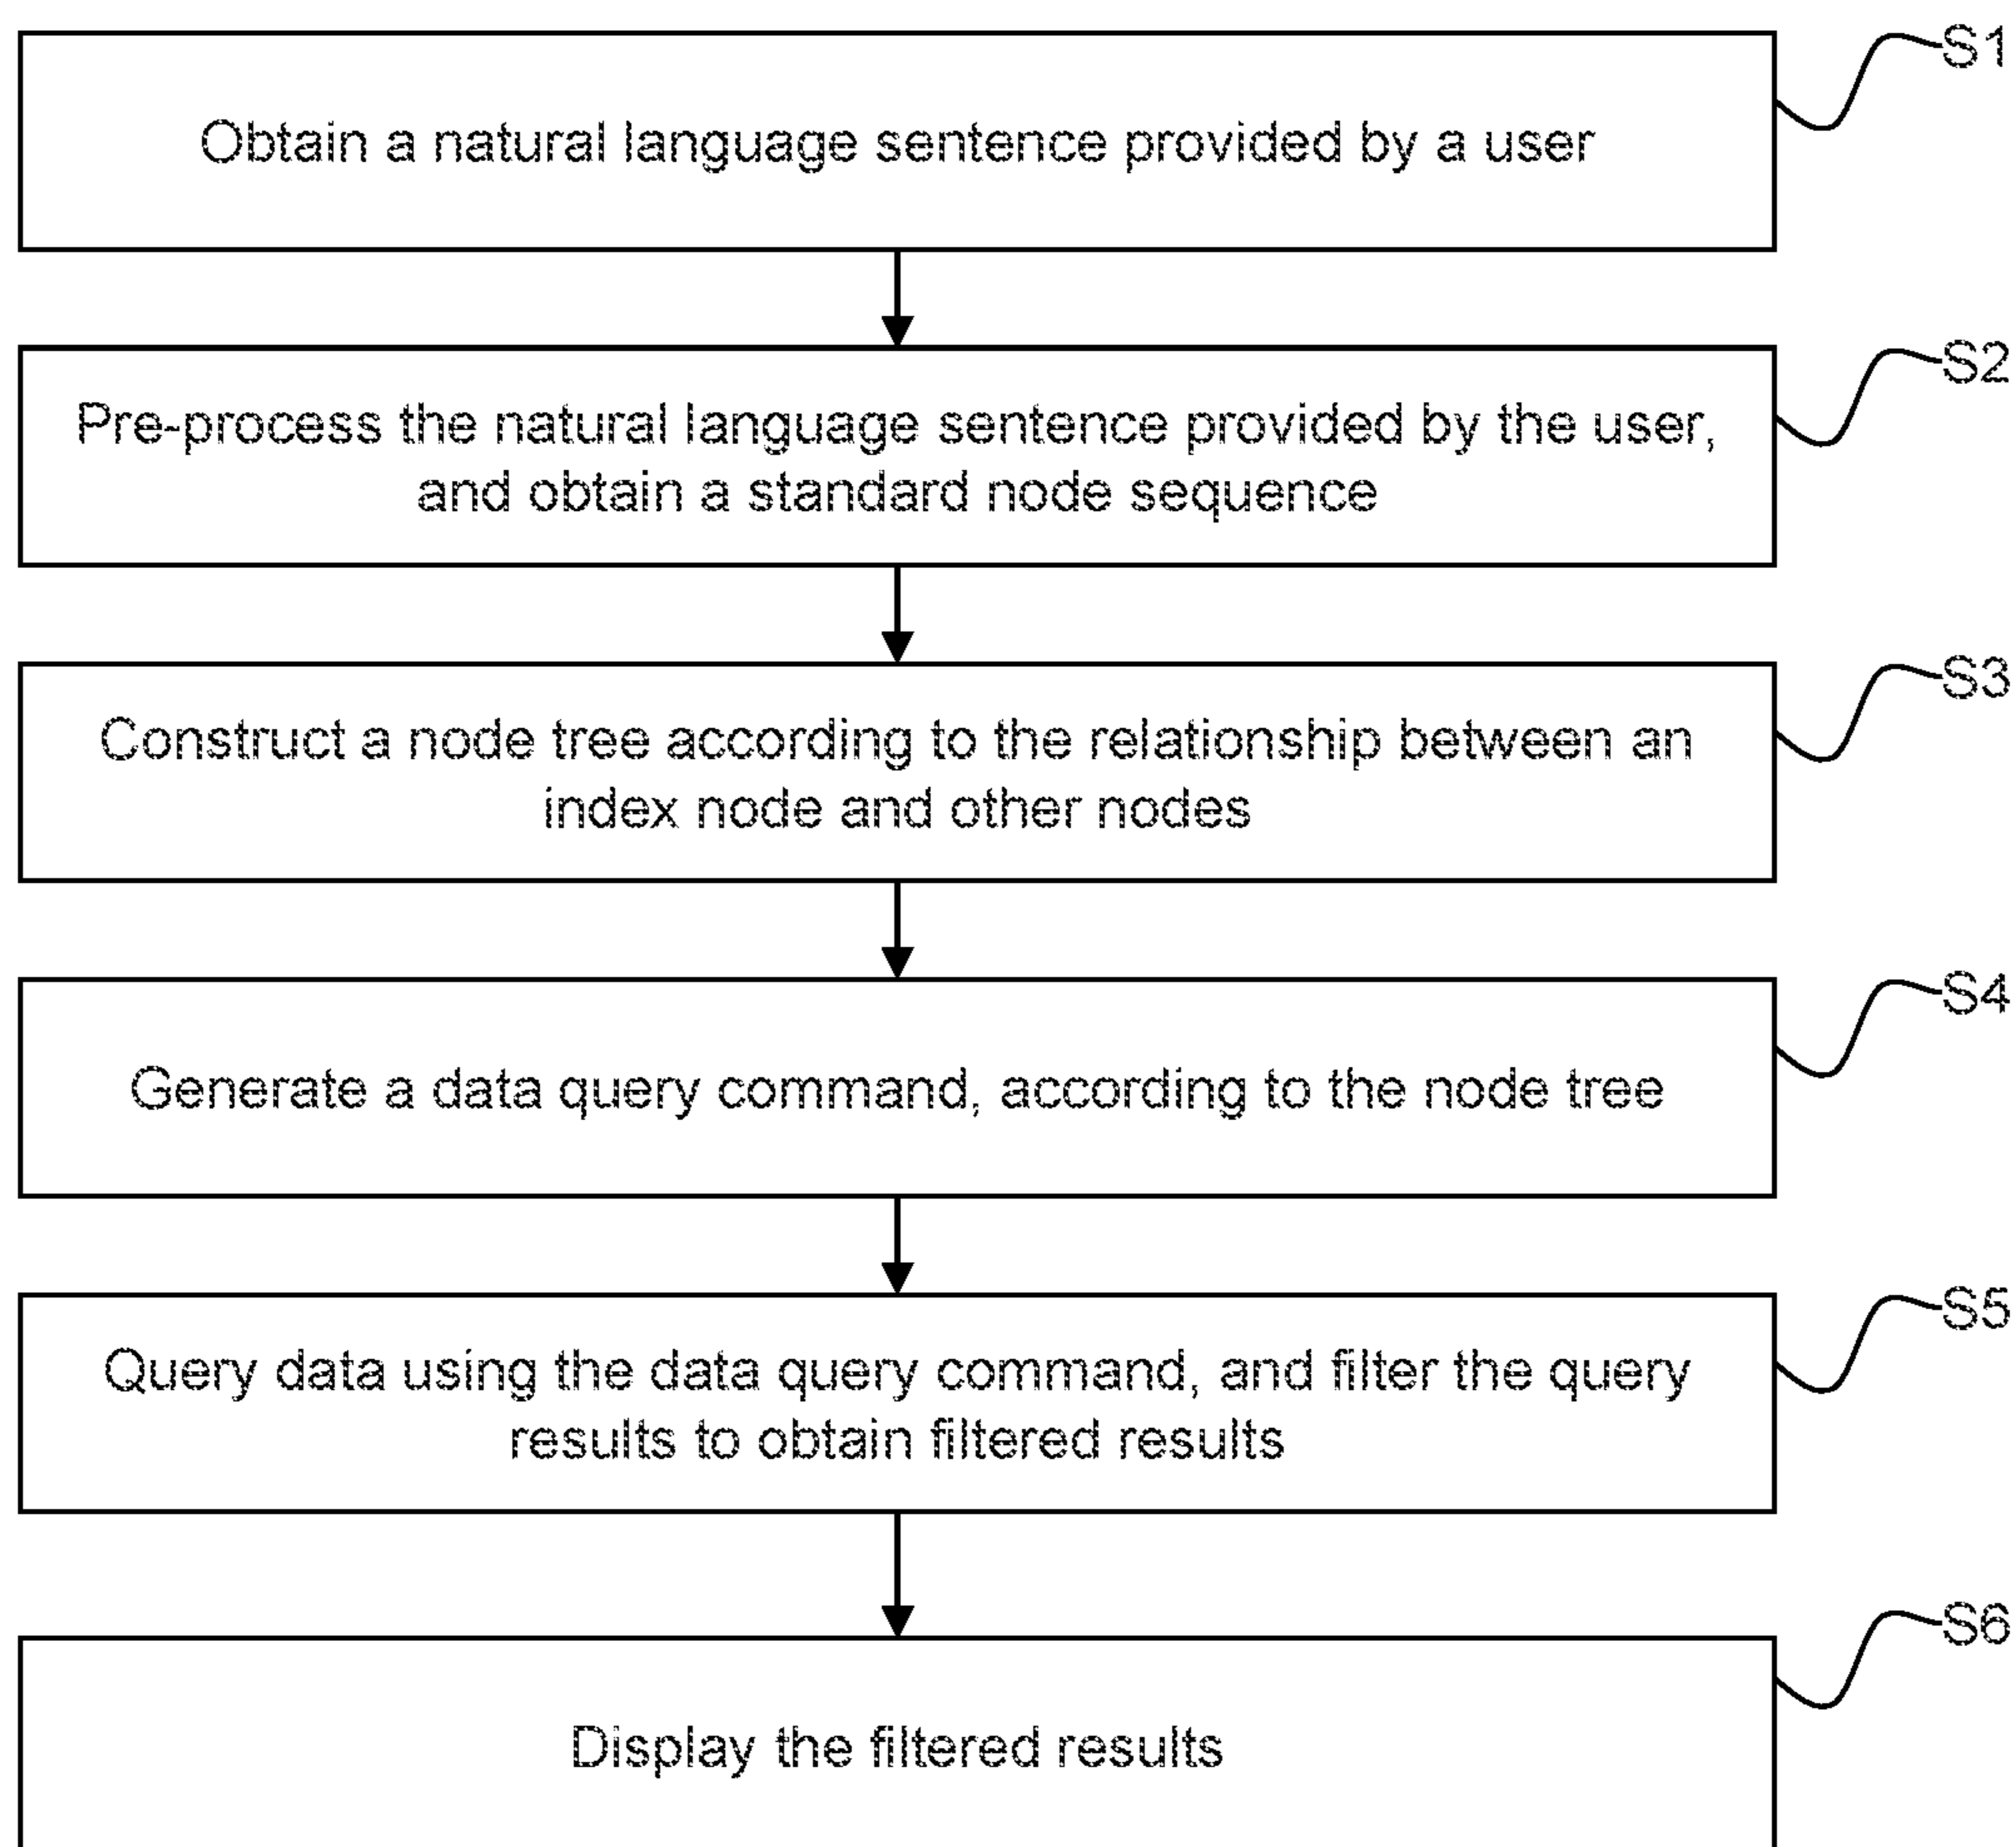 S1
Obtain a natural language sentence provided by a user
S2
Pre-process the natural language sentence provided by the user,
and obtain a standard node sequence
S3
Construct a node tree according to the relationship between an
index node and other nodes
S4
Generate a data query command, according to the node tree
S5
Query data using the data query command, and filter the query
results to obtain filtered results
S6
Display the filtered results